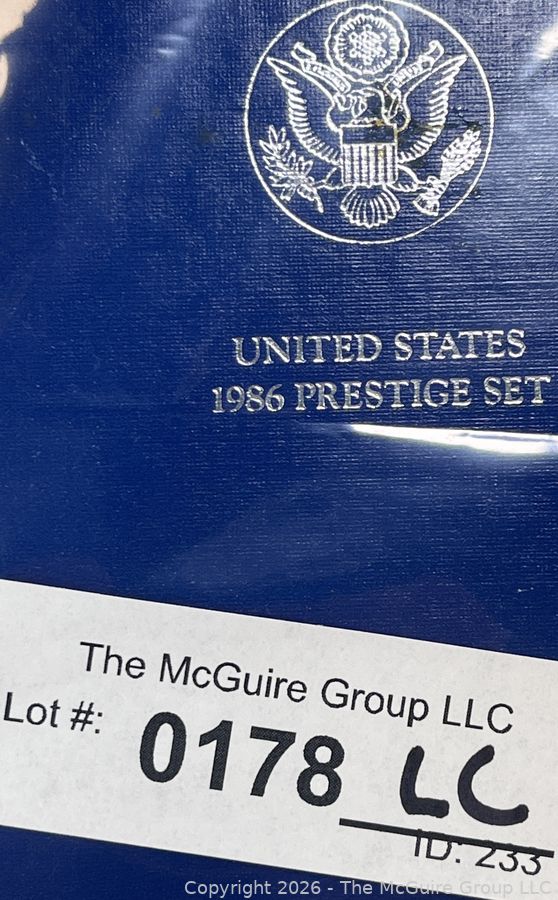 UNITED STATES
1986 PRESTIGE SET
The McGuire Group LLC
Lot #: 0178 LC
ID: 233
Copyright 2026 - The McGuire Group LLC